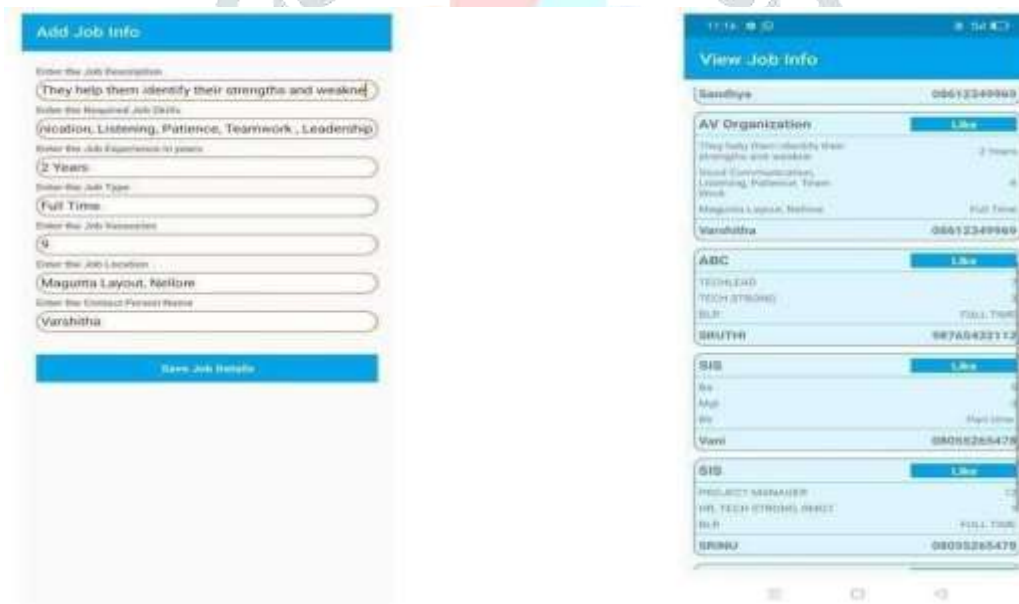 Add Job Info
Enter the Job Description
They help them identify their strengths and weakne
Enter the Required Job Skills
nication, Listening, Patience, Teamwork , Leadership
Enter the Job Experience in years
2 Years
Enter the Job Type
Full Time
Enter the Job Vacancies
9
Enter the Job Location
Magunta Layout, Nellore
Enter the Contact Person Name
Varshitha
Save Job Details
View Job Info
Sandhya 08612349969
AV Organization Like
They help them identify their 2 Years
strengths and weakne
Good Communication,
Listening, Patience, Team
Work
Magunta Layout, Nellore Full Time
Varshitha 08612349969
ABC Like
TECHLEAD
TECH STRONG
BLR FULL TIME
SRUTHI
SIS Like
Part time
Vani 08055265478
SIS Like
PROJECT MANAGER 12
HR, TECH STRONG
BLR FULL TIME
SRINU 08055265479